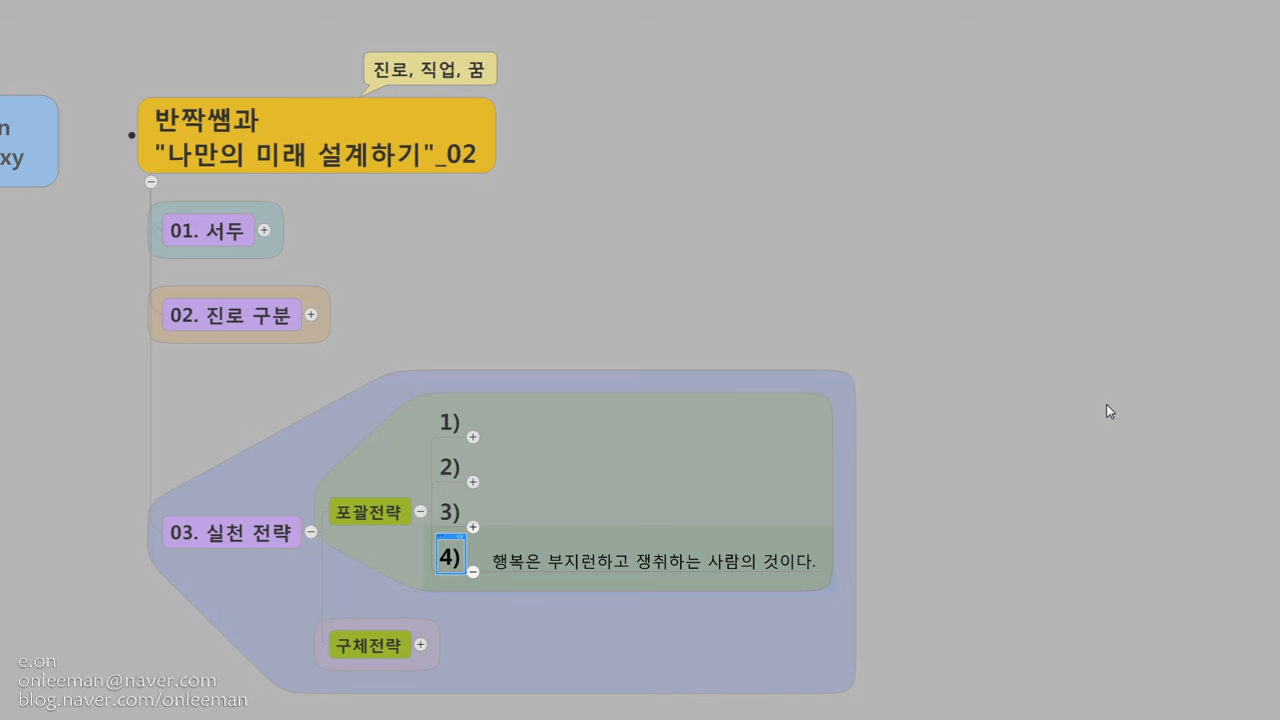 진로, 직업, 꿈
n
xy
반짝쌤과
"나만의 미래 설계하기"_02
01. 서두
02. 진로 구분
03. 실천 전략
포괄전략
1)
2)
3)
4)
행복은 부지런하고 쟁취하는 사람의 것이다.
구체전략
e.on
onleeman@naver.com
blog.naver.com/onleeman